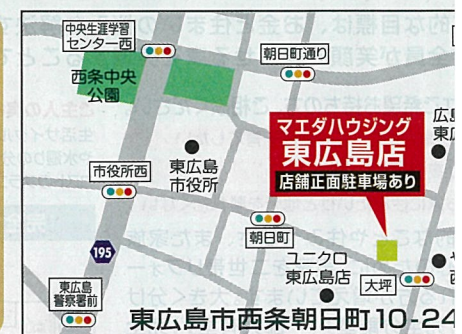 中央生涯学習
センター西
朝日町通り
西条中央
公園
マエダハウジング
東広島店
店舗正面駐車場あり
市役所西
東広島
市役所
朝日町
195
ユニクロ
東広島店
大坪
東広島
警察署前
東広島市西条朝日町10-24